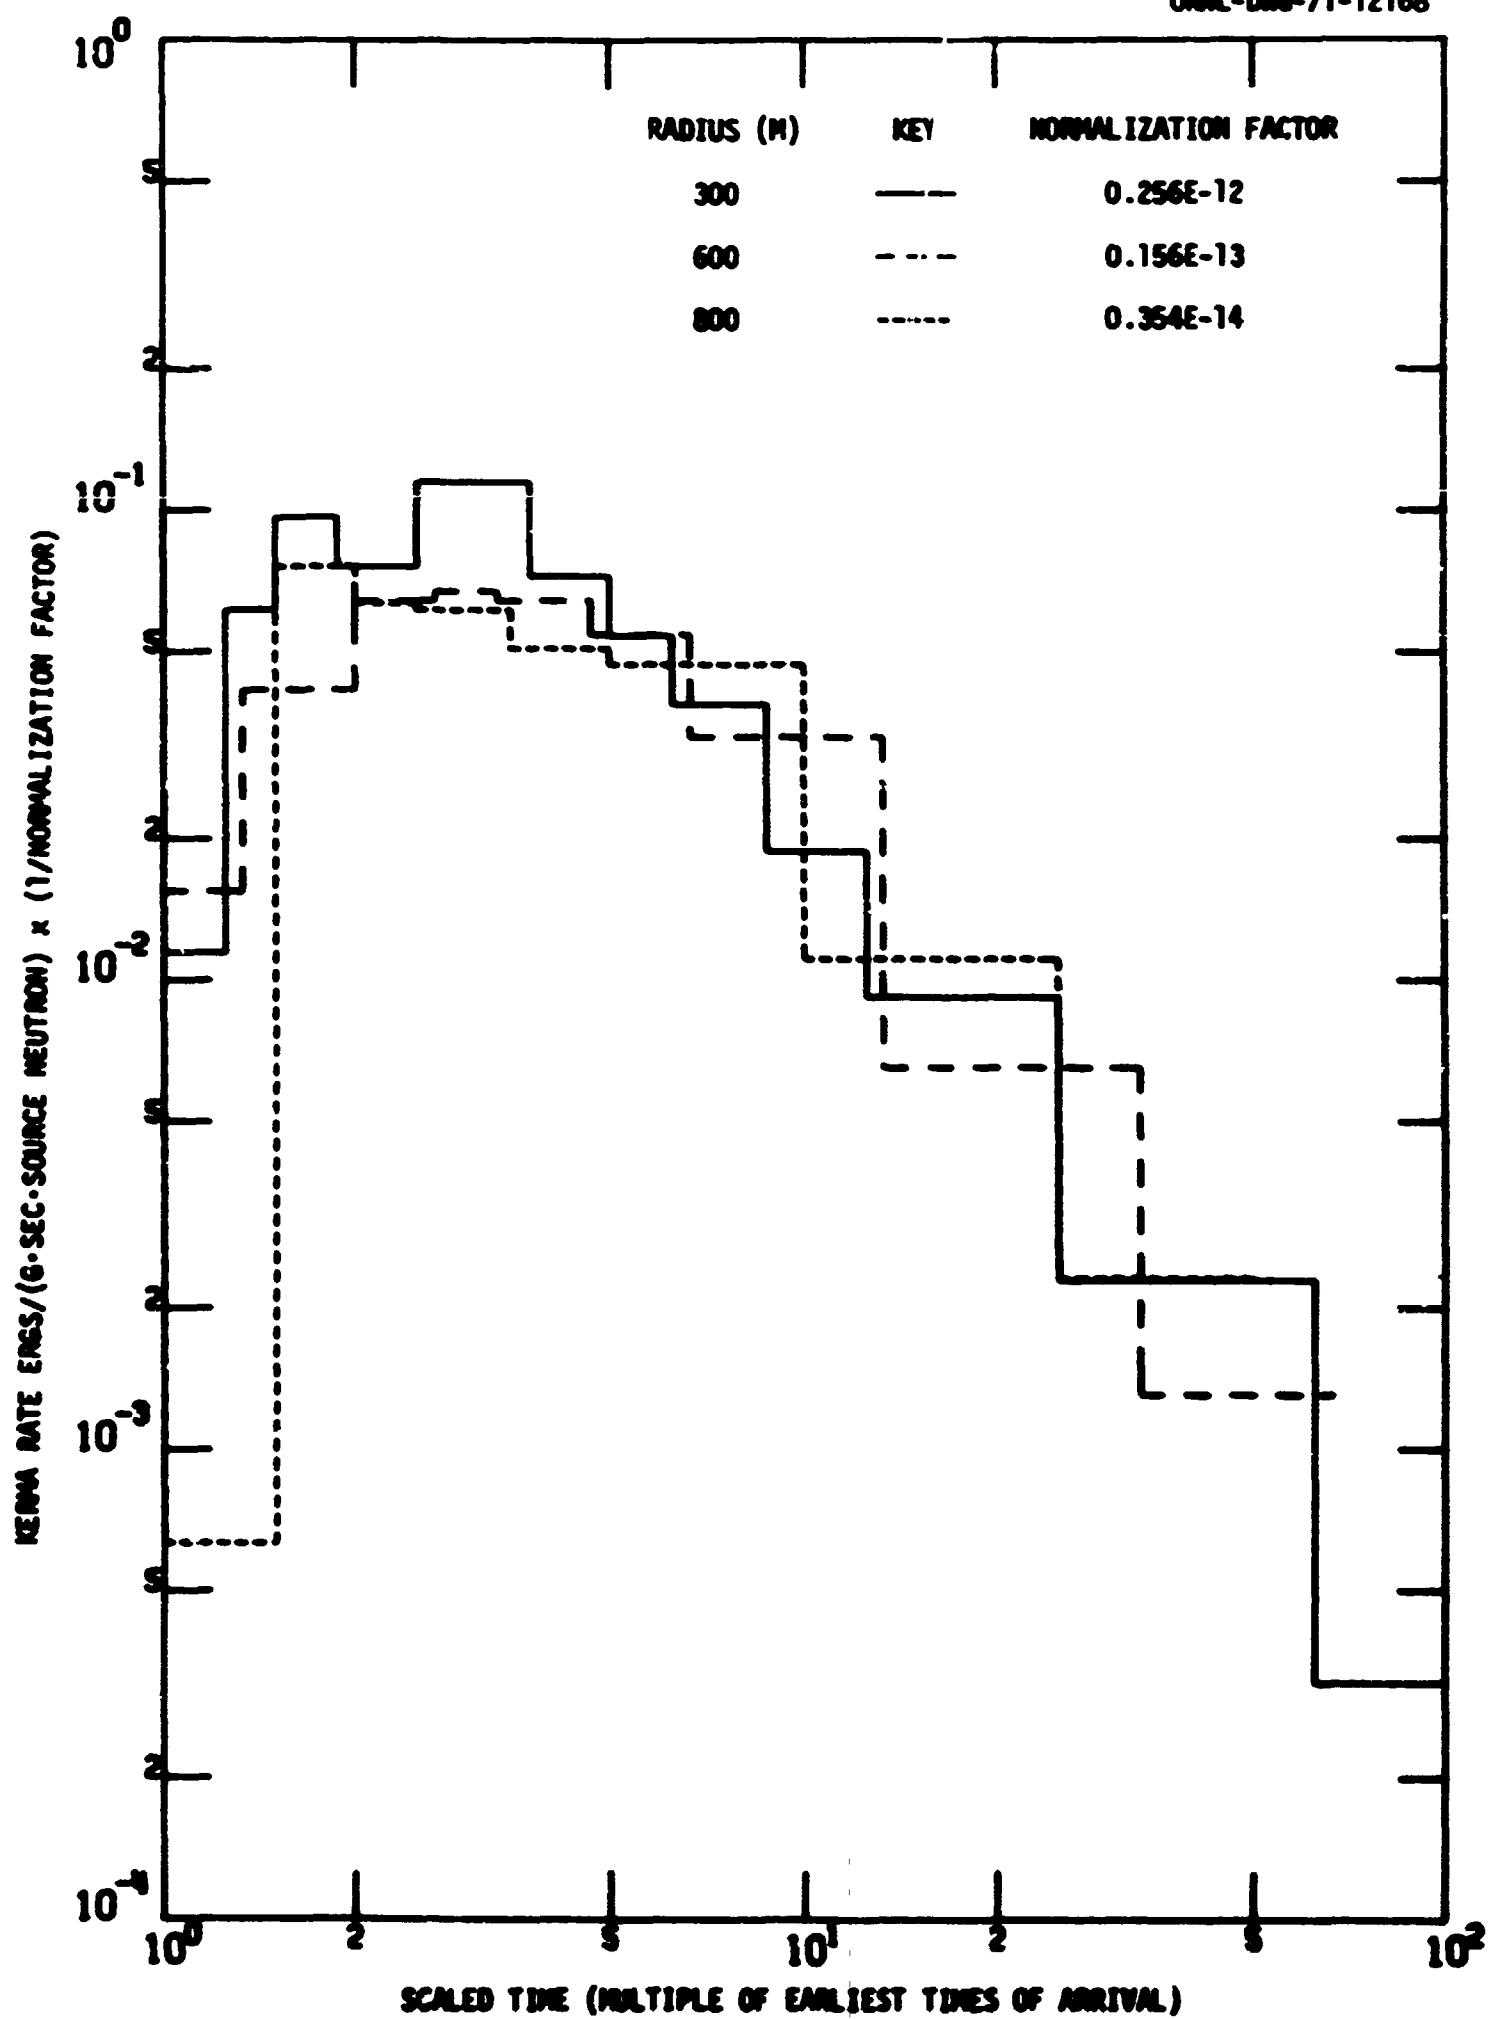 10^0
RADIUS (M) KEY NORMALIZATION FACTOR
300 0.256E-12
600 0.156E-13
800 0.354E-14
5
2
10^-1
5
2
10^-2
5
2
10^-3
5
2
10^-4
KERMA RATE ERGS/(G·SEC·SOURCE NEUTRON) x (1/NORMALIZATION FACTOR)
10^0 2 5 10^1 2 5 10^2
SCALED TIME (MULTIPLE OF EARLIEST TIMES OF ARRIVAL)